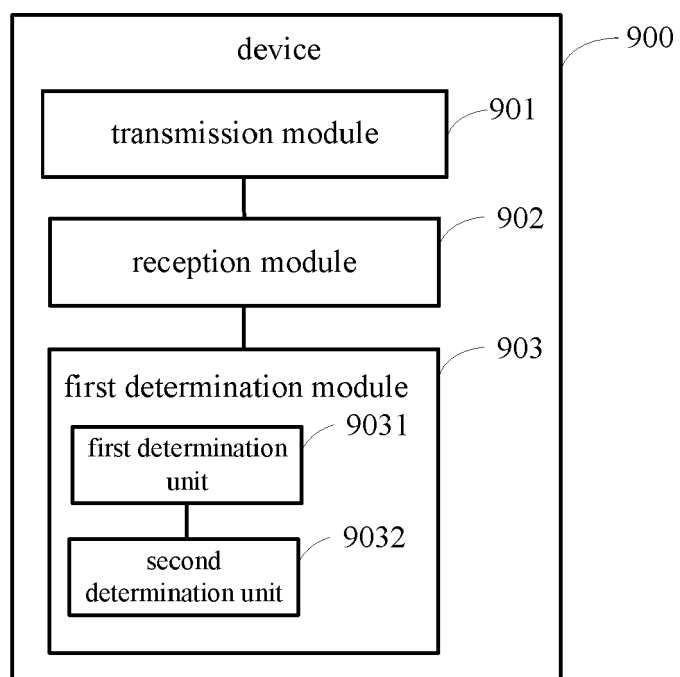 device
900
901
transmission module
902
reception module
903
first determination module
9031
first determination
unit
9032
second
determination unit